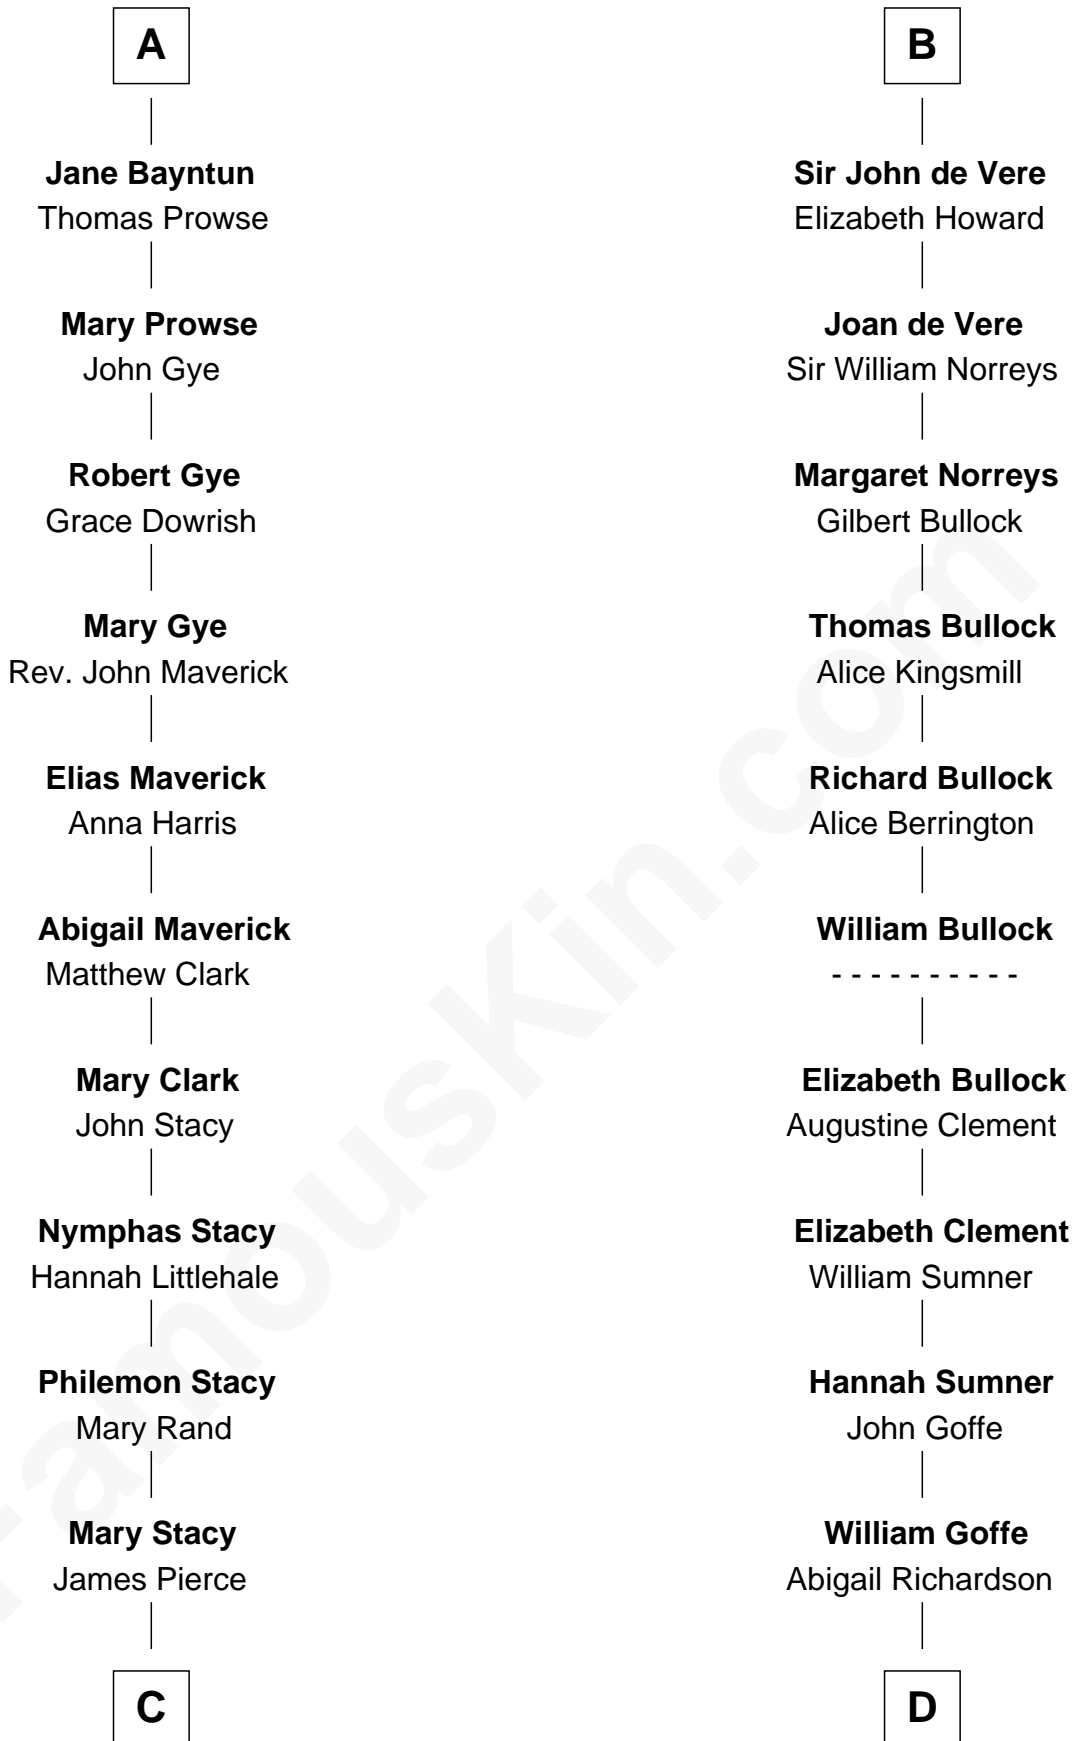 A
Jane Bayntun
Thomas Prowse
Mary Prowse
John Gye
Robert Gye
Grace Dowrish
Mary Gye
Rev. John Maverick
Elias Maverick
Anna Harris
Abigail Maverick
Matthew Clark
Mary Clark
John Stacy
Nymphas Stacy
Hannah Littlehale
Philemon Stacy
Mary Rand
Mary Stacy
James Pierce
C
B
Sir John de Vere
Elizabeth Howard
Joan de Vere
Sir William Norreys
Margaret Norreys
Gilbert Bullock
Thomas Bullock
Alice Kingsmill
Richard Bullock
Alice Berrington
William Bullock
- - - - - - - - - -
Elizabeth Bullock
Augustine Clement
Elizabeth Clement
William Sumner
Hannah Sumner
John Goffe
William Goffe
Abigail Richardson
D
FamousKin.com